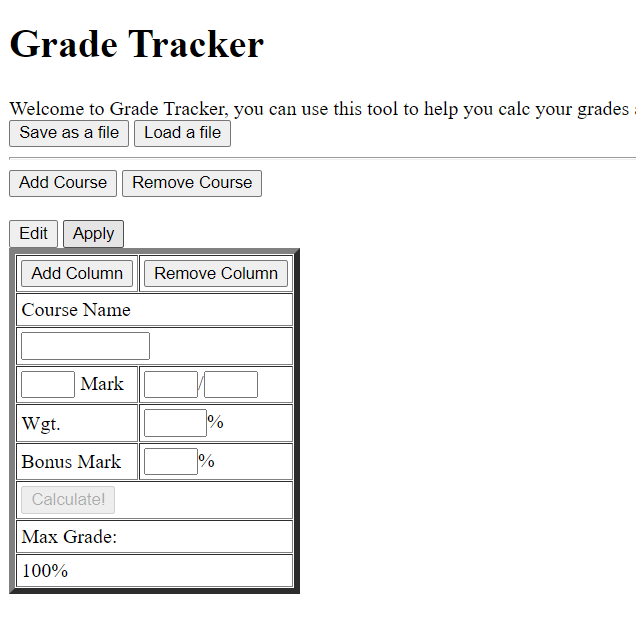 Grade Tracker
Welcome to Grade Tracker, you can use this tool to help you calc your grades
Save as a file Load a file
Add Course Remove Course
Edit Apply
Add Column Remove Column
Course Name
Mark /
Wgt. %
Bonus Mark %
Calculate!
Max Grade:
100%